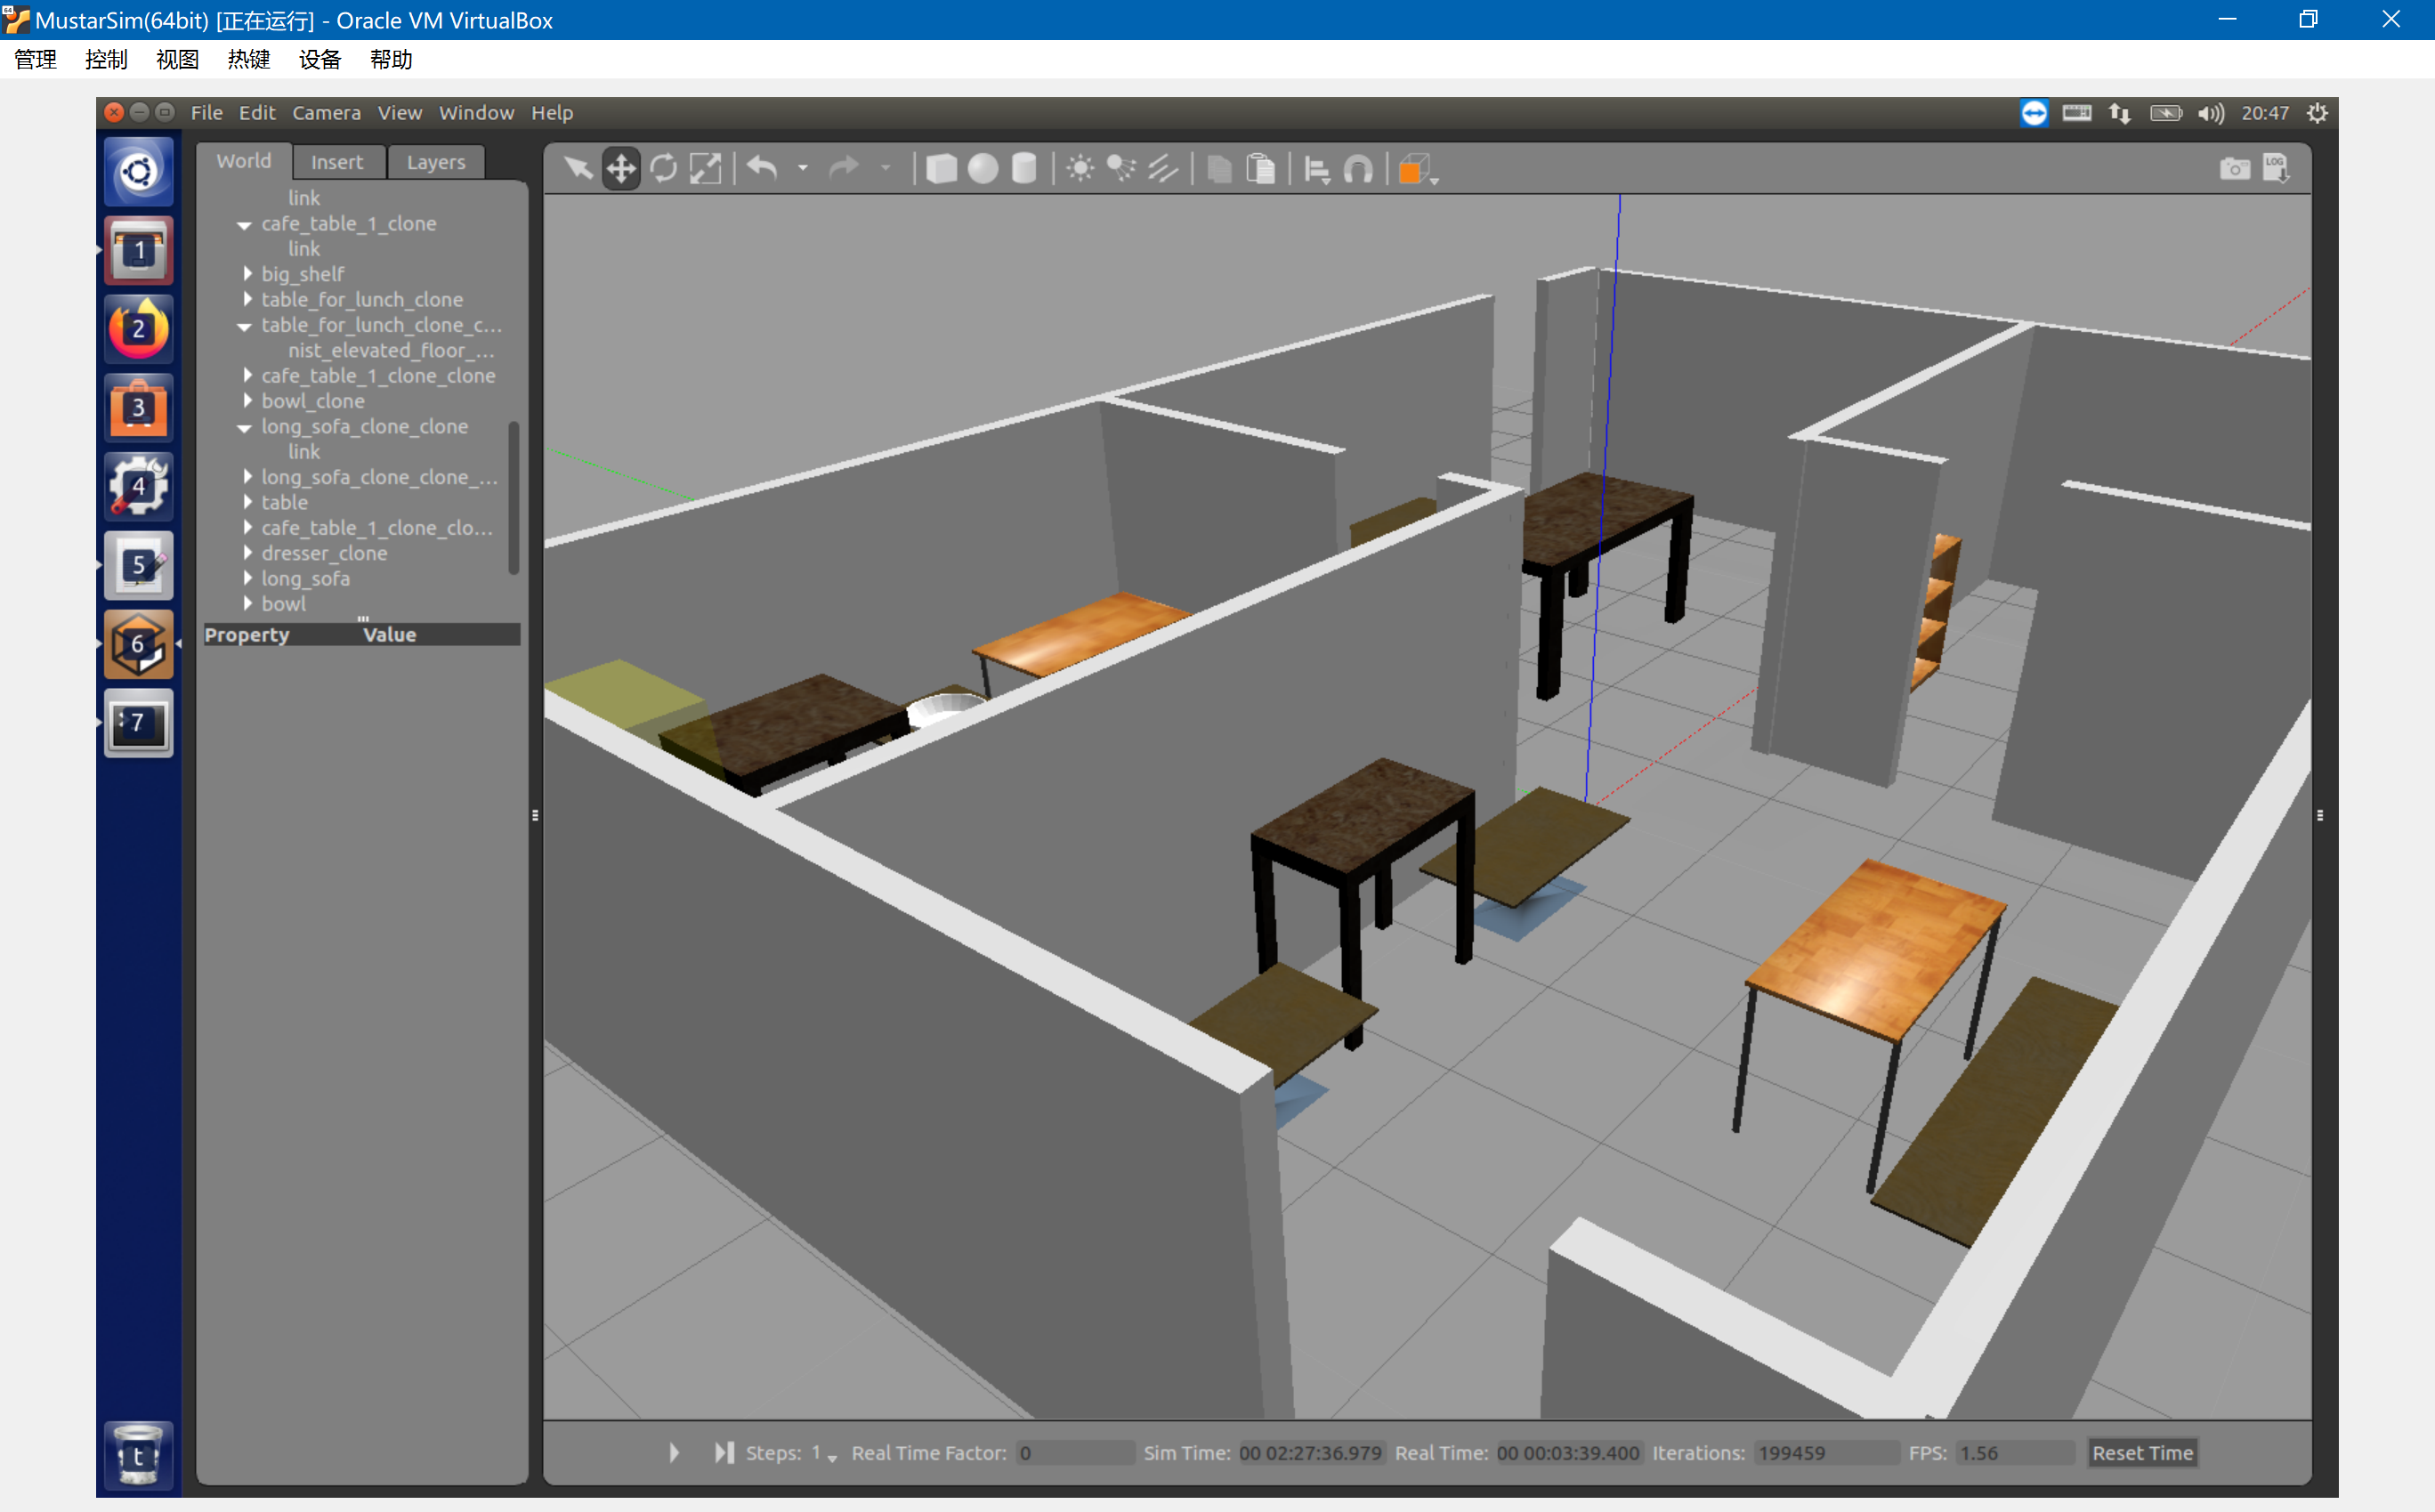 MustarSim(64bit) [正在运行] - Oracle VM VirtualBox
管理 控制 视图 热键 设备 帮助
File Edit Camera View Window Help 20:47
World Insert Layers
LOG
link
cafe_table_1_clone
link
big_shelf
table_for_lunch_clone
table_for_lunch_clone_c...
nist_elevated_floor_...
cafe_table_1_clone_clone
bowl_clone
long_sofa_clone_clone
link
long_sofa_clone_clone_...
table
cafe_table_1_clone_clo...
dresser_clone
long_sofa
bowl
Property Value
1
2
3
4
5
6
7
t
Steps: 1 Real Time Factor: 0 Sim Time: 00 02:27:36.979 Real Time: 00 00:03:39.400 Iterations: 199459 FPS: 1.56 Reset Time